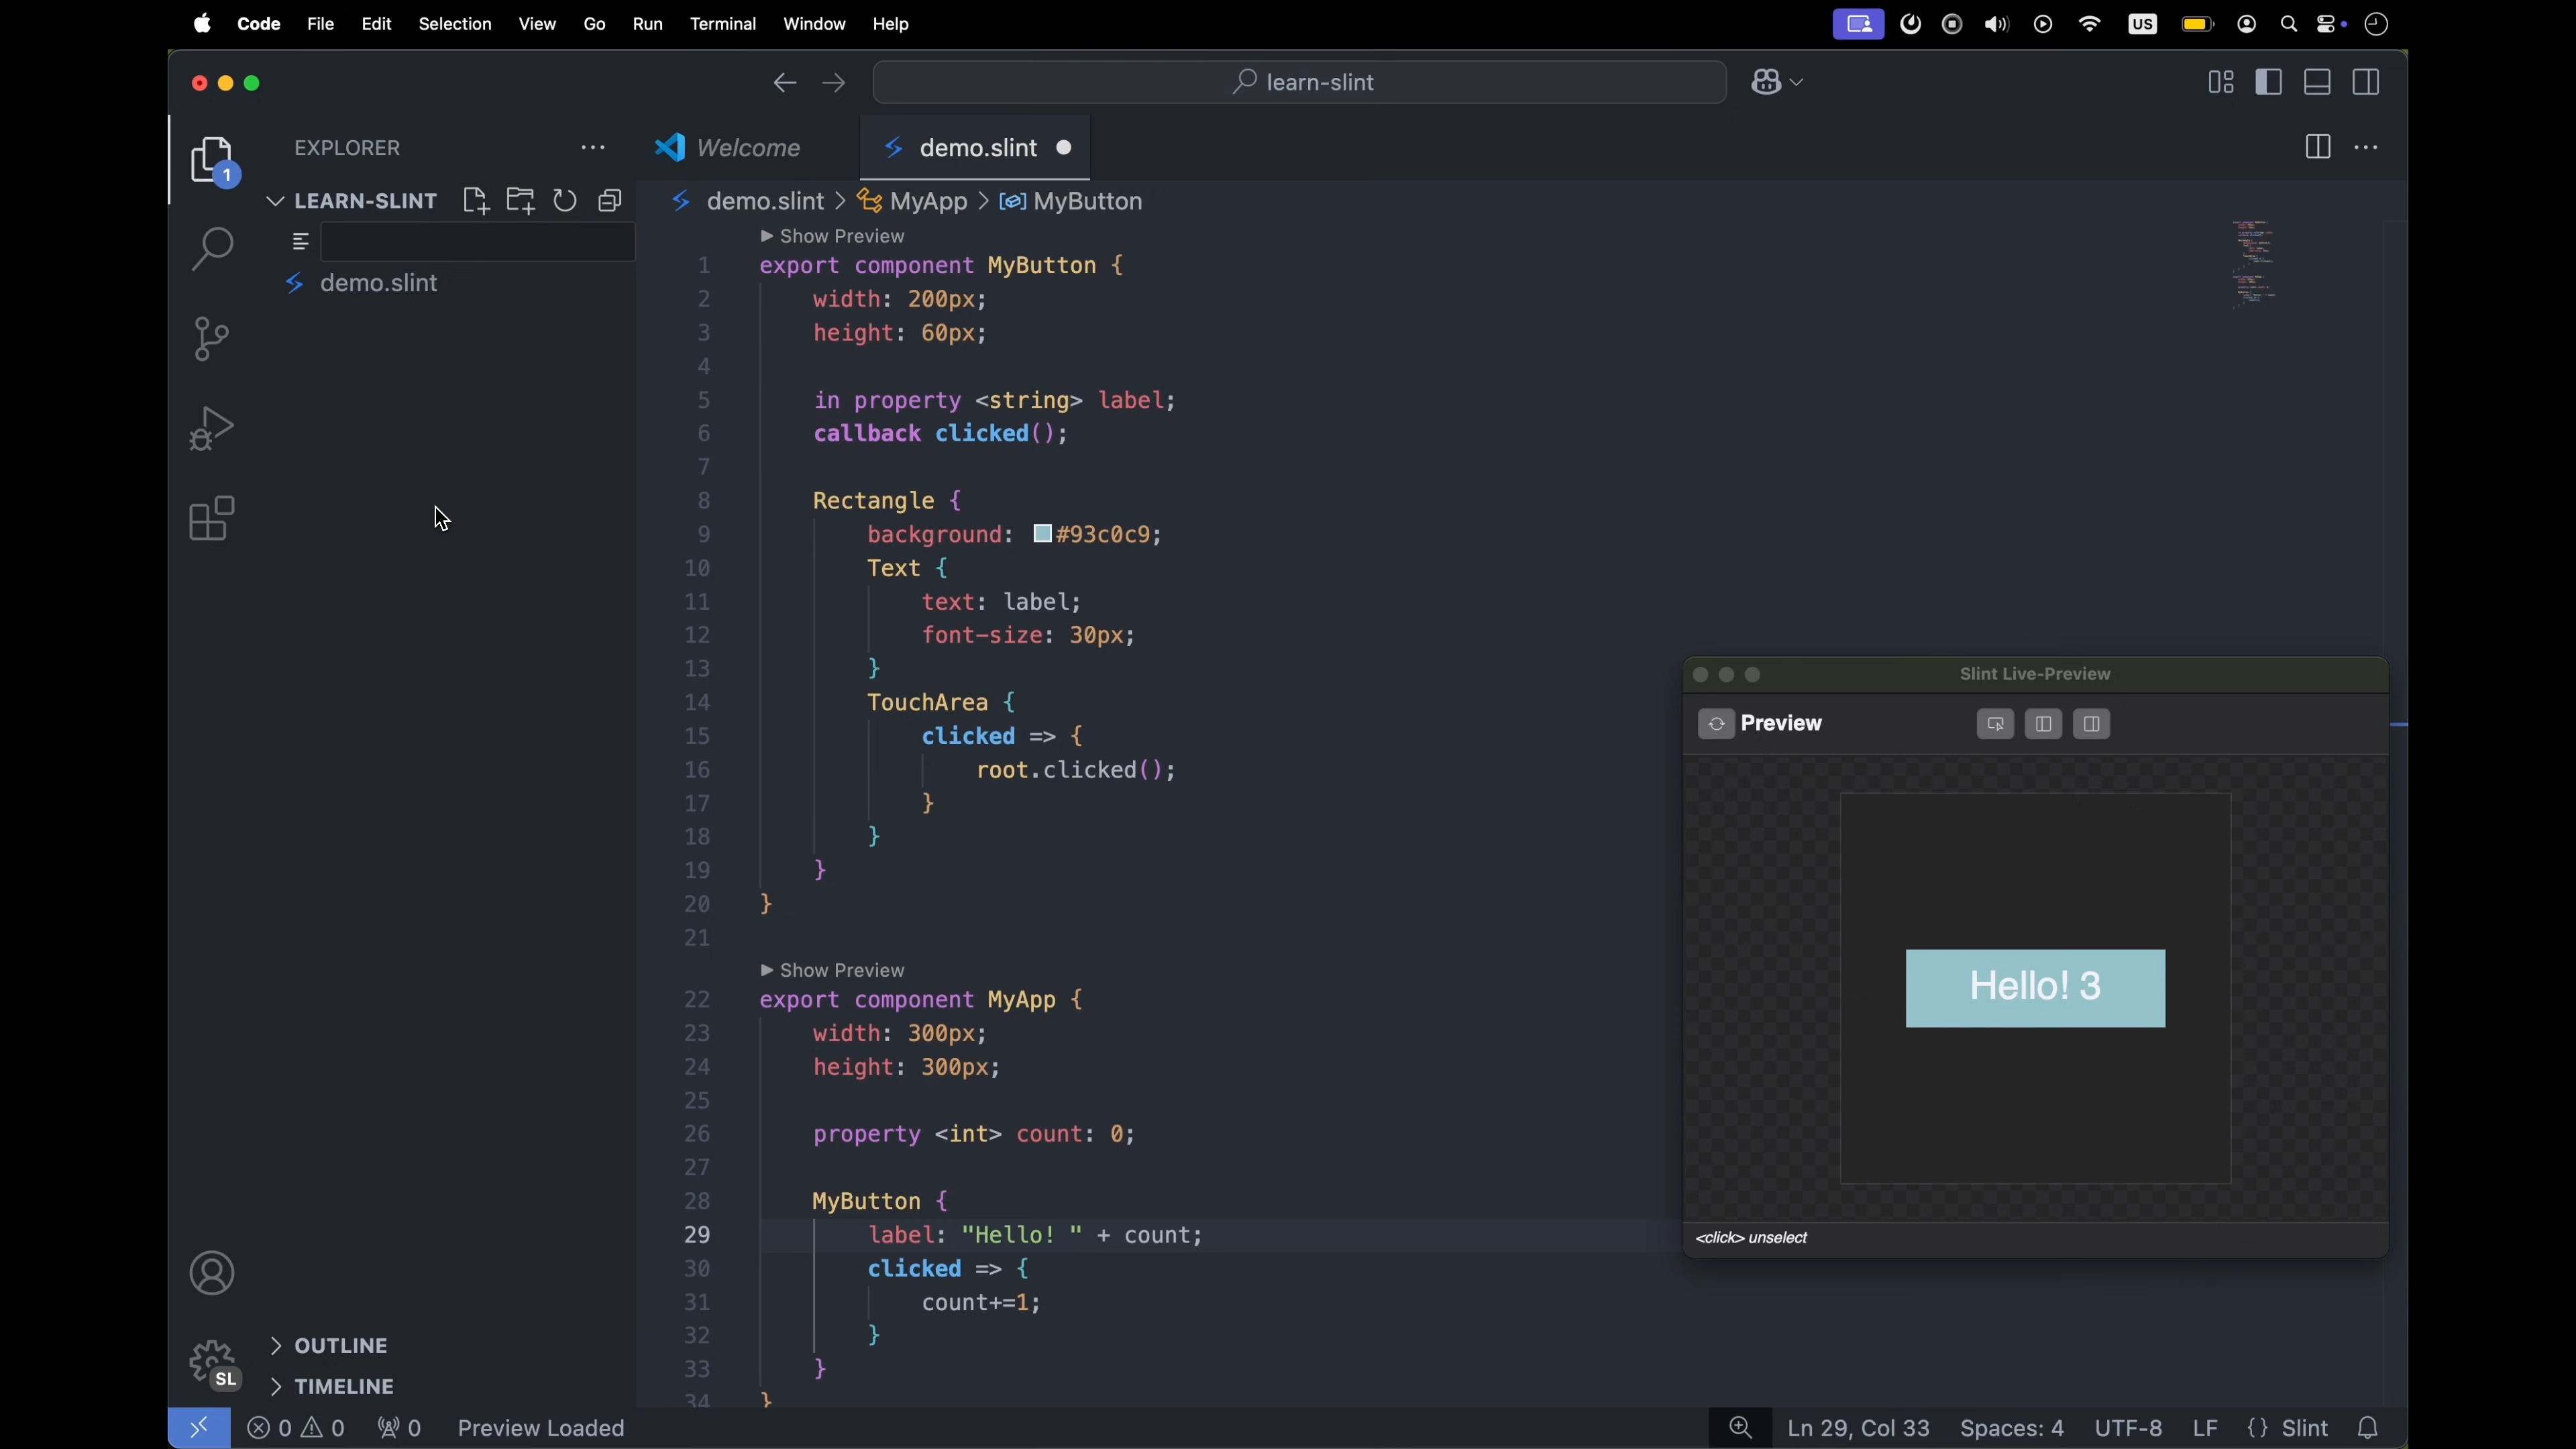 Code File Edit Selection View Go Run Terminal Window Help US
learn-slint
EXPLORER
Welcome demo.slint
1
LEARN-SLINT
demo.slint > MyApp > MyButton
demo.slint
Show Preview
1 export component MyButton {
2 width: 200px;
3 height: 60px;
4
5 in property <string> label;
6 callback clicked();
7
8 Rectangle {
9 background: #93c0c9;
10 Text {
11 text: label;
12 font-size: 30px;
13 }
14 TouchArea {
15 clicked => {
16 root.clicked();
17 }
18 }
19 }
20 }
21
Show Preview
22 export component MyApp {
23 width: 300px;
24 height: 300px;
25
26 property <int> count: 0;
27
28 MyButton {
29 label: "Hello! " + count;
30 clicked => {
31 count+=1;
32 }
33 }
34 }
Slint Live-Preview
Preview
Hello! 3
<click> unselect
OUTLINE
SL
TIMELINE
0 0 0 Preview Loaded Ln 29, Col 33 Spaces: 4 UTF-8 LF {} Slint